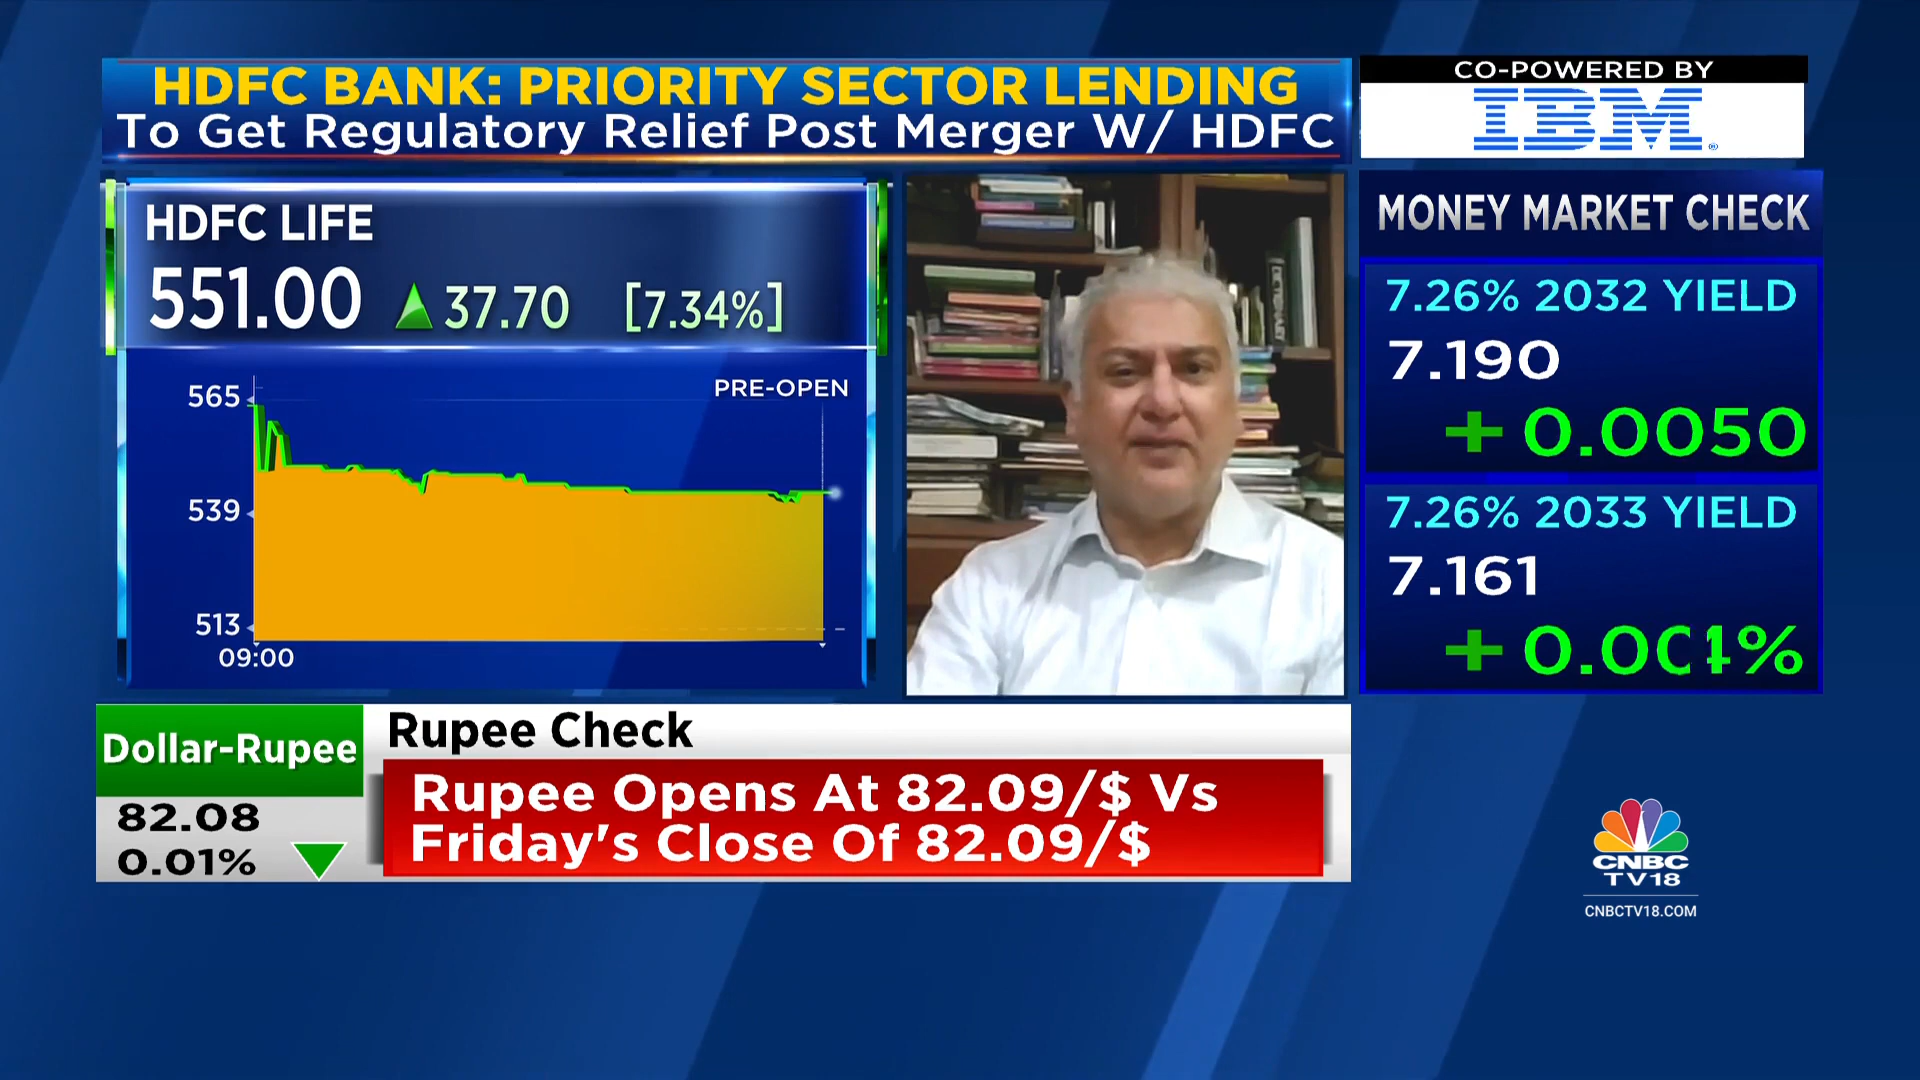 HDFC BANK: PRIORITY SECTOR LENDING
To Get Regulatory Relief Post Merger W/ HDFC
CO-POWERED BY
IBM®
HDFC LIFE
551.00 ▲ 37.70 [7.34%]
PRE-OPEN
565
539
513
09:00
DICTIONARY
MONEY MARKET CHECK
7.26% 2032 YIELD
7.190
+ 0.0050
7.26% 2033 YIELD
7.161
Dollar-Rupee
82.08
0.01% ▼
Rupee Check
Rupee Opens At 82.09/$ Vs
Friday's Close Of 82.09/$
CNBC
TV18
CNBCTV18.COM